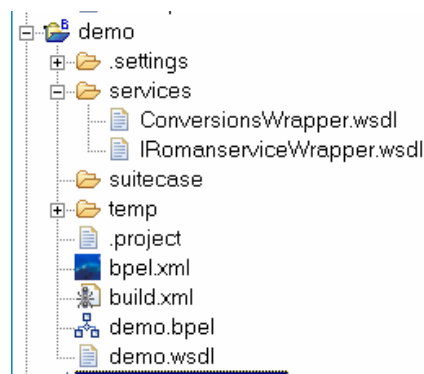 demo
.settings
services
ConversionsWrapper.wsdl
IRomanserviceWrapper.wsdl
suitecase
temp
.project
bpel.xml
build.xml
demo.bpel
demo.wsdl